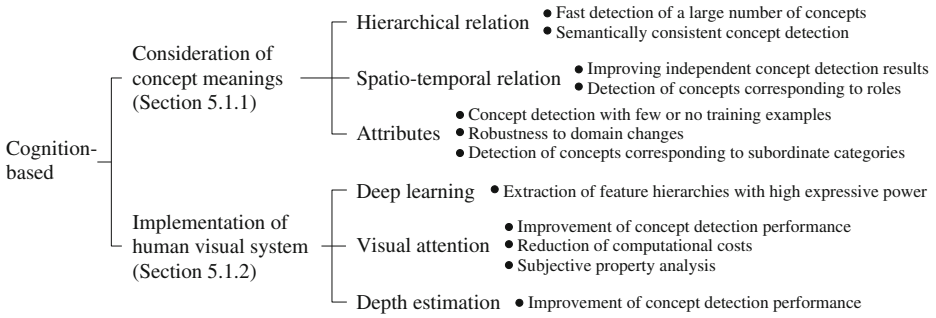 Cognition-
based
Consideration of
concept meanings
(Section 5.1.1)
Hierarchical relation
● Fast detection of a large number of concepts
● Semantically consistent concept detection
Spatio-temporal relation
● Improving independent concept detection results
● Detection of concepts corresponding to roles
Attributes
● Concept detection with few or no training examples
● Robustness to domain changes
● Detection of concepts corresponding to subordinate categories
Implementation of
human visual system
(Section 5.1.2)
Deep learning
● Extraction of feature hierarchies with high expressive power
Visual attention
● Improvement of concept detection performance
● Reduction of computational costs
● Subjective property analysis
Depth estimation
● Improvement of concept detection performance